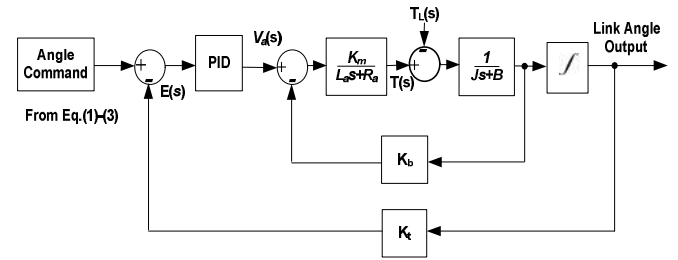 Angle
Command
From Eq.(1)-(3)
+
-
E(s)
PID
Va(s)
+
-
Km
Las+Ra
T(s)
TL(s)
-
+
1
Js+B
∫
Link Angle
Output
Kb
Kt